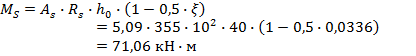 M_S = A_s · R_s · h_0 · (1 − 0,5 · ξ)
= 5,09 · 355 · 10² · 40 · (1 − 0,5 · 0,0336)
= 71,06 кН · м